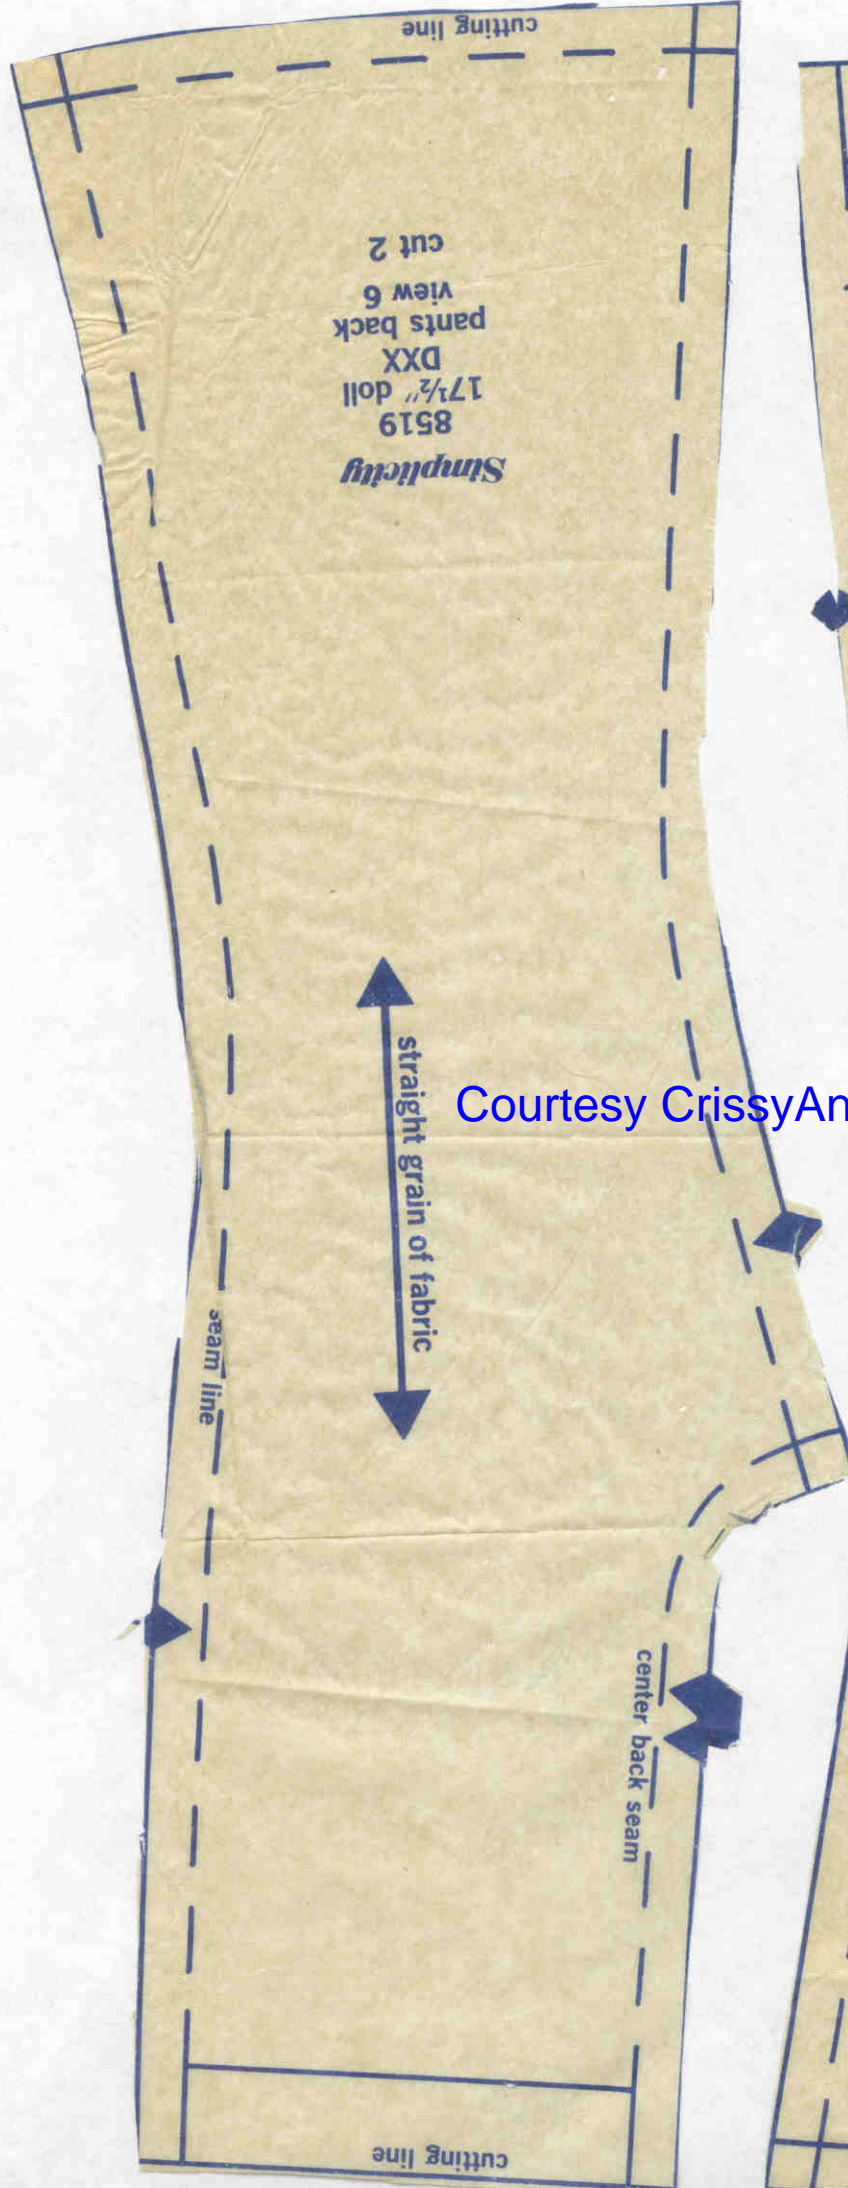 cutting line
Simplicity
8519
17½" doll
DXX
pants back
view 6
cut 2
straight grain of fabric
Courtesy CrissyAn
seam line
center back seam
cutting line